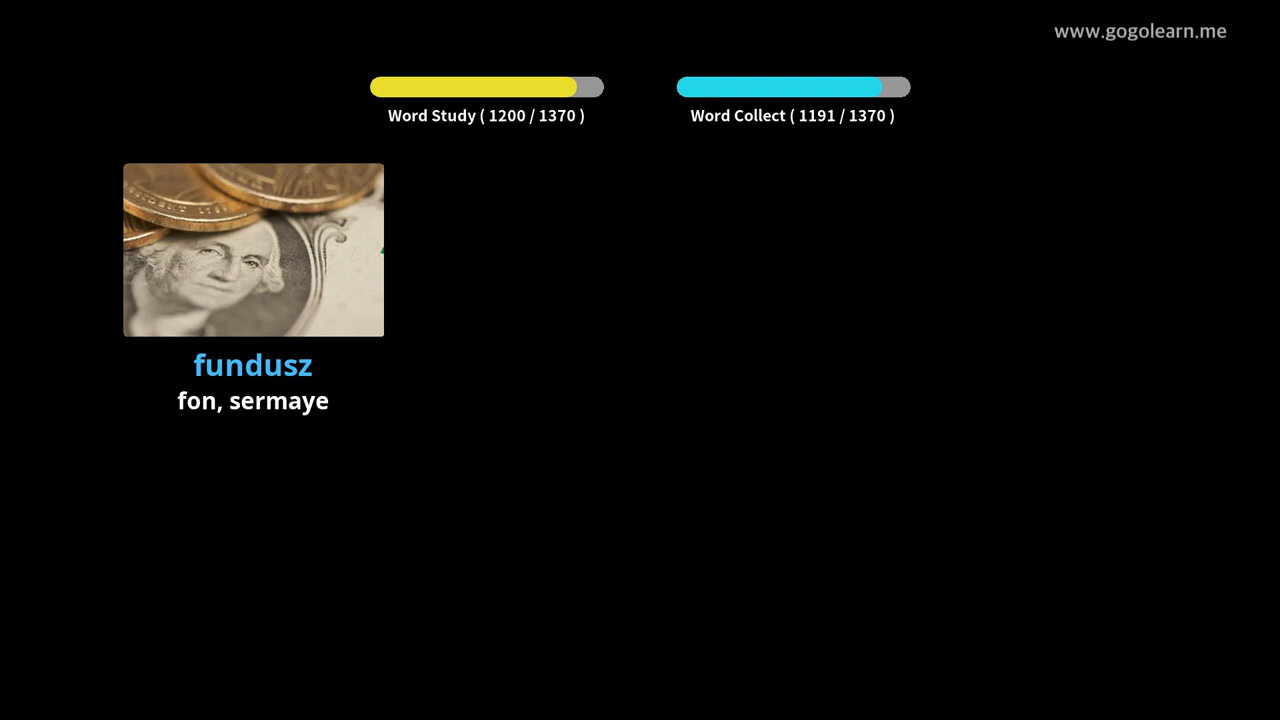 www.gogolearn.me
Word Study ( 1200 / 1370 )
Word Collect ( 1191 / 1370 )
fundusz
fon, sermaye